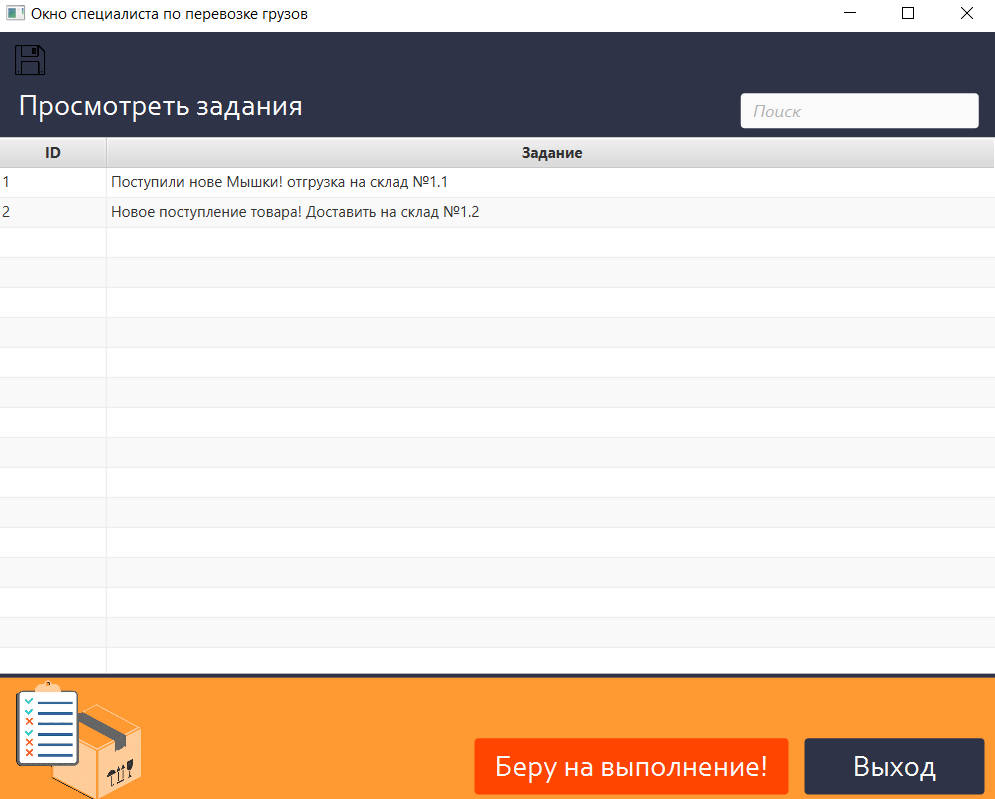 Окно специалиста по перевозке грузов
Просмотреть задания
Поиск
ID Задание
1 Поступили нове Мышки! отгрузка на склад №1.1
2 Новое поступление товара! Доставить на склад №1.2
Беру на выполнение! Выход